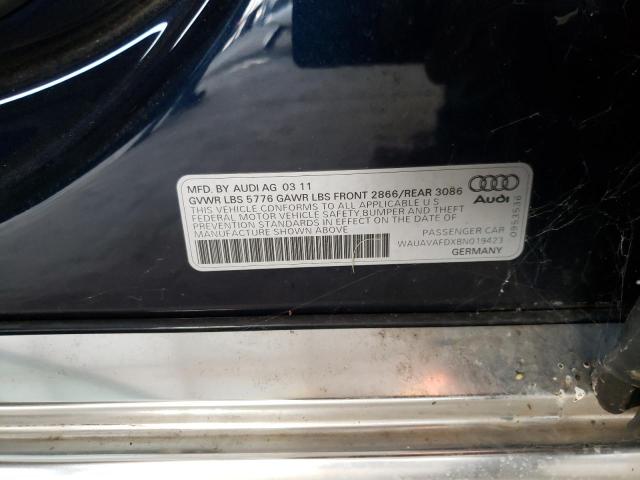 MFD. BY AUDI AG 03 11
GVWR LBS 5776 GAWR LBS FRONT 2866/REAR 3086
THIS VEHICLE CONFORMS TO ALL APPLICABLE U S
FEDERAL MOTOR VEHICLE SAFETY,BUMPER AND THEFT
PREVENTION STANDARDS IN EFFECT ON THE DATE OF
MANUFACTURE SHOWN ABOVE
PASSENGER CAR
WAUAVAFDXBN019423
GERMANY
Audi
0953536